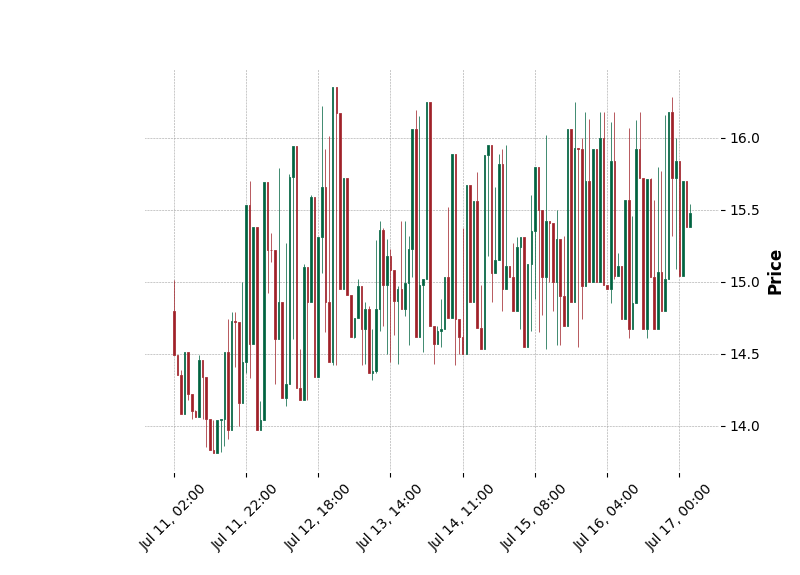 16.0
15.5
15.0
14.5
14.0
Price
Jul 11, 02:00
Jul 11, 22:00
Jul 12, 18:00
Jul 13, 14:00
Jul 14, 11:00
Jul 15, 08:00
Jul 16, 04:00
Jul 17, 00:00